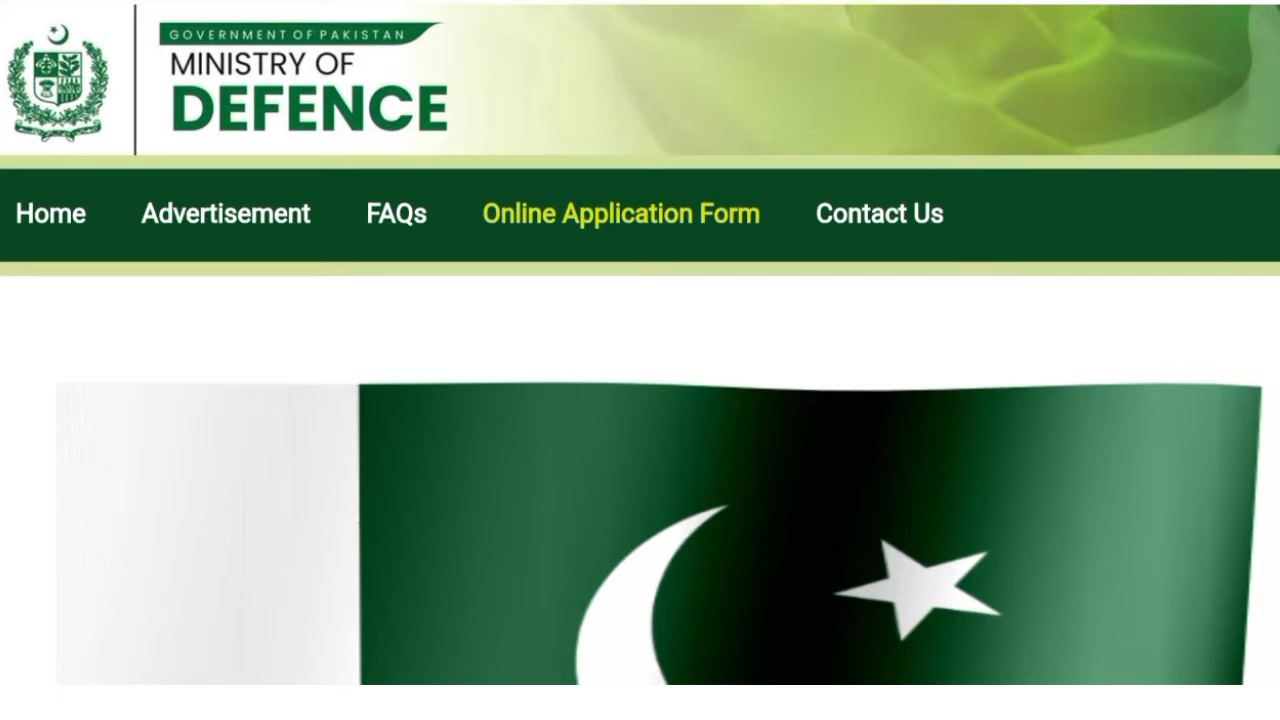 GOVERNMENT OF PAKISTAN
MINISTRY OF
DEFENCE
Home Advertisement FAQs Online Application Form Contact Us